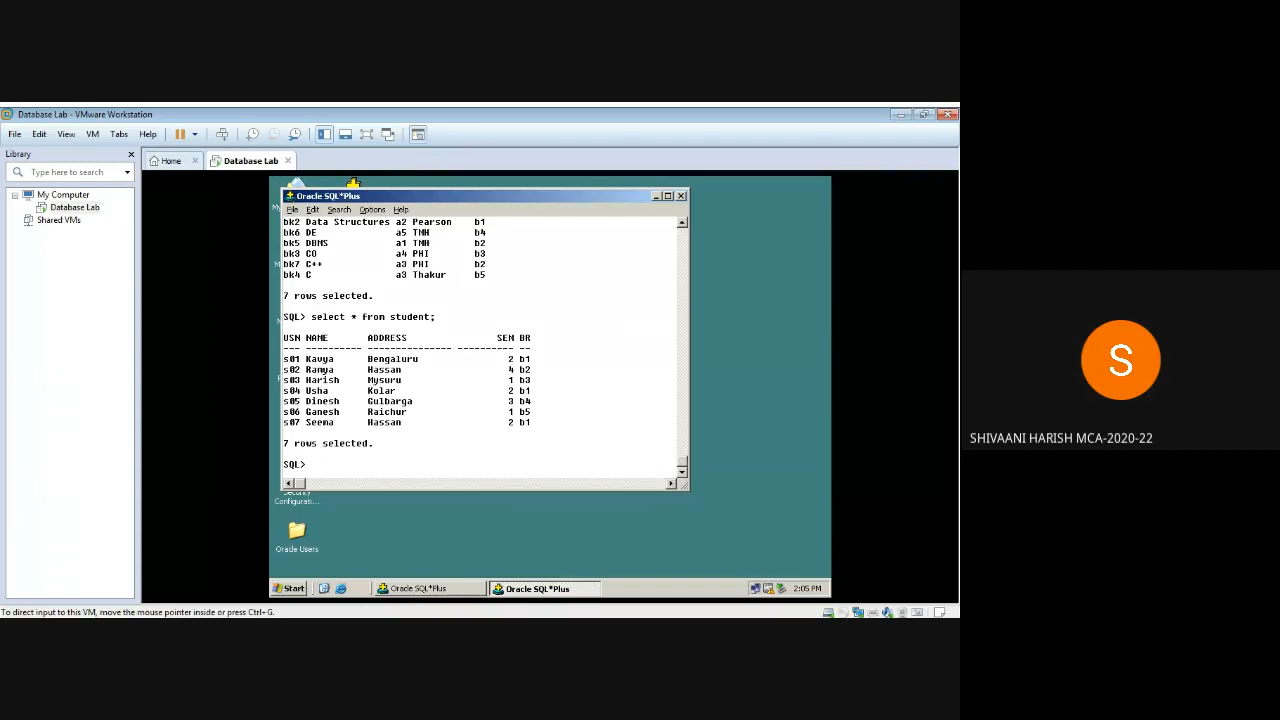 Database Lab - VMware Workstation
File Edit View VM Tabs Help
Library
Type here to search
My Computer
Database Lab
Shared VMs
Home
Database Lab
Oracle SQL*Plus
File Edit Search Options Help
bk2 Data Structures a2 Pearson b1
bk6 DE a5 TMH b4
bk5 DBMS a1 TMH b2
bk3 CO a4 PHI b3
bk7 C++ a3 PHI b2
bk4 C a3 Thakur b5
7 rows selected.
SQL> select * from student;
USN NAME ADDRESS SEM BR
--- ---------- --------------- ---------- --
s01 Kavya Bengaluru 2 b1
s02 Ramya Hassan 4 b2
s03 Harish Mysuru 1 b3
s04 Usha Kolar 2 b1
s05 Dinesh Gulbarga 3 b4
s06 Ganesh Raichur 1 b5
s07 Seema Hassan 2 b1
7 rows selected.
SQL>
Security
Configurati...
Oracle Users
Start
Oracle SQL*Plus
Oracle SQL*Plus
2:05 PM
To direct input to this VM, move the mouse pointer inside or press Ctrl+G.
S
SHIVAANI HARISH MCA-2020-22